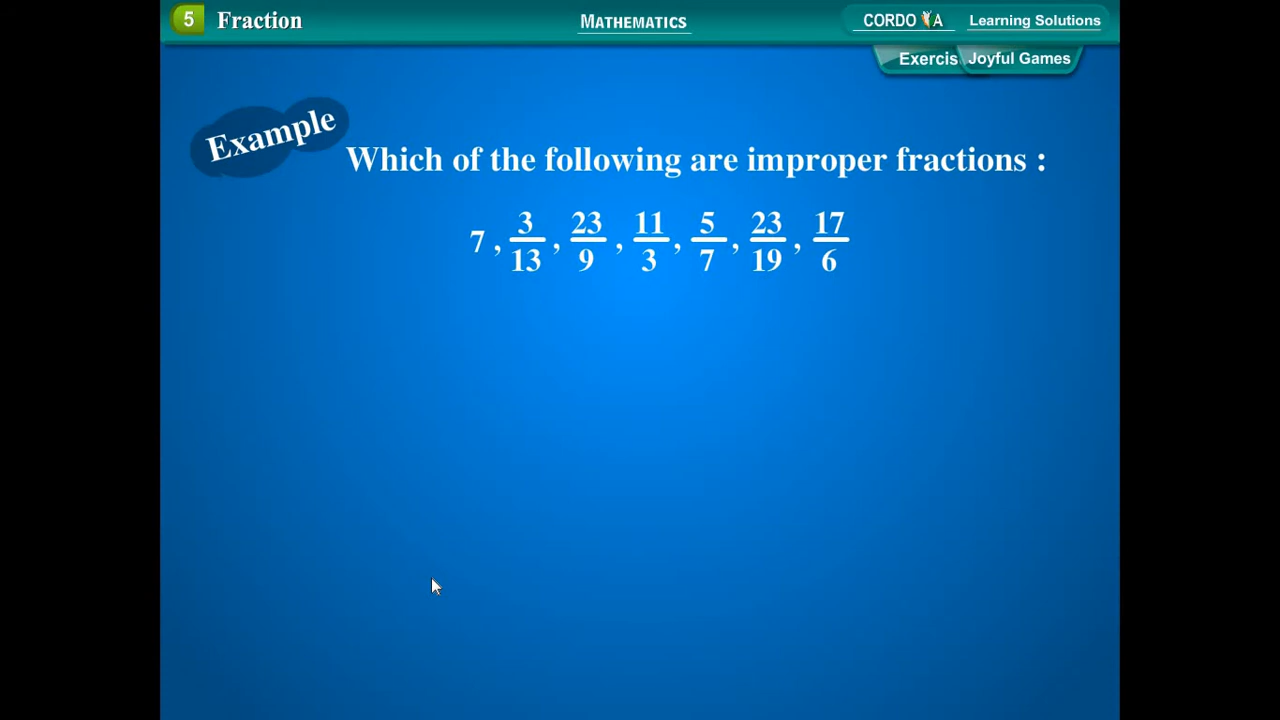 5 Fraction
MATHEMATICS
CORDOVA Learning Solutions
Exercis Joyful Games
Example
Which of the following are improper fractions :
7 , 3/13 , 23/9 , 11/3 , 5/7 , 23/19 , 17/6